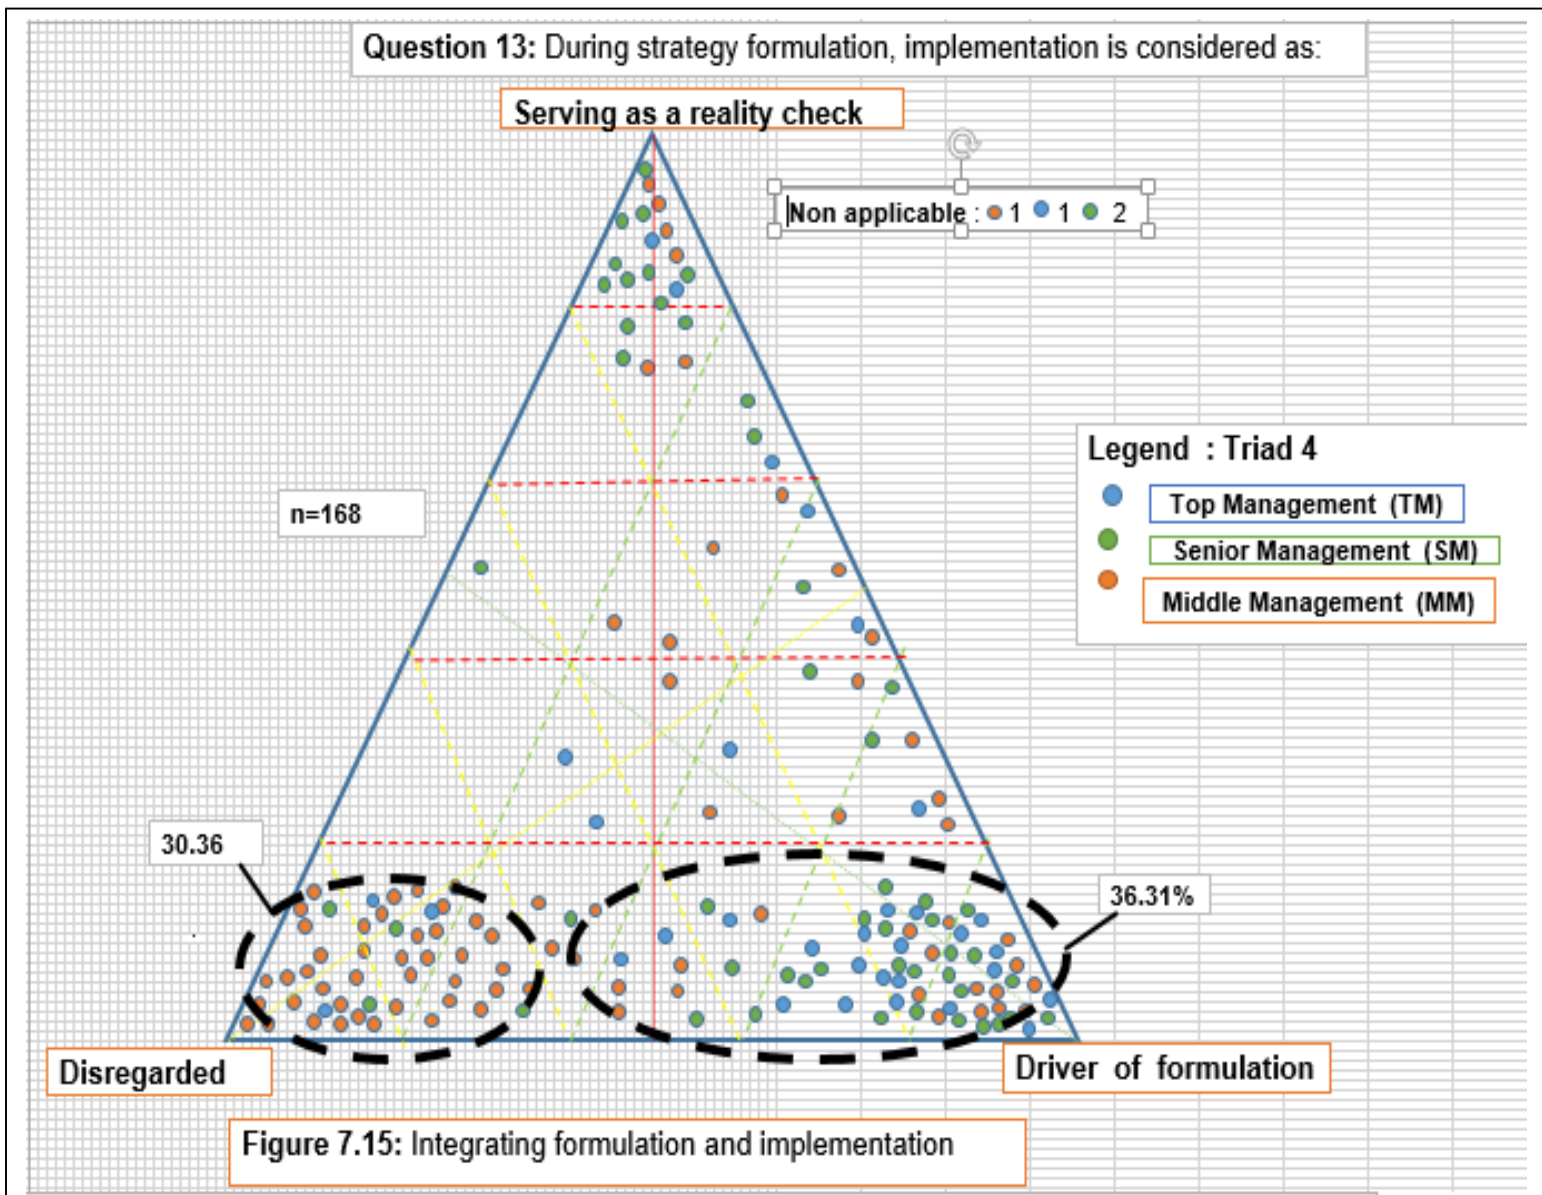 Question 13: During strategy formulation, implementation is considered as:
Serving as a reality check
Non applicable : 1 1 2
Legend : Triad 4
Top Management (TM)
Senior Management (SM)
Middle Management (MM)
n=168
30.36
36.31%
Disregarded
Driver of formulation
Figure 7.15: Integrating formulation and implementation